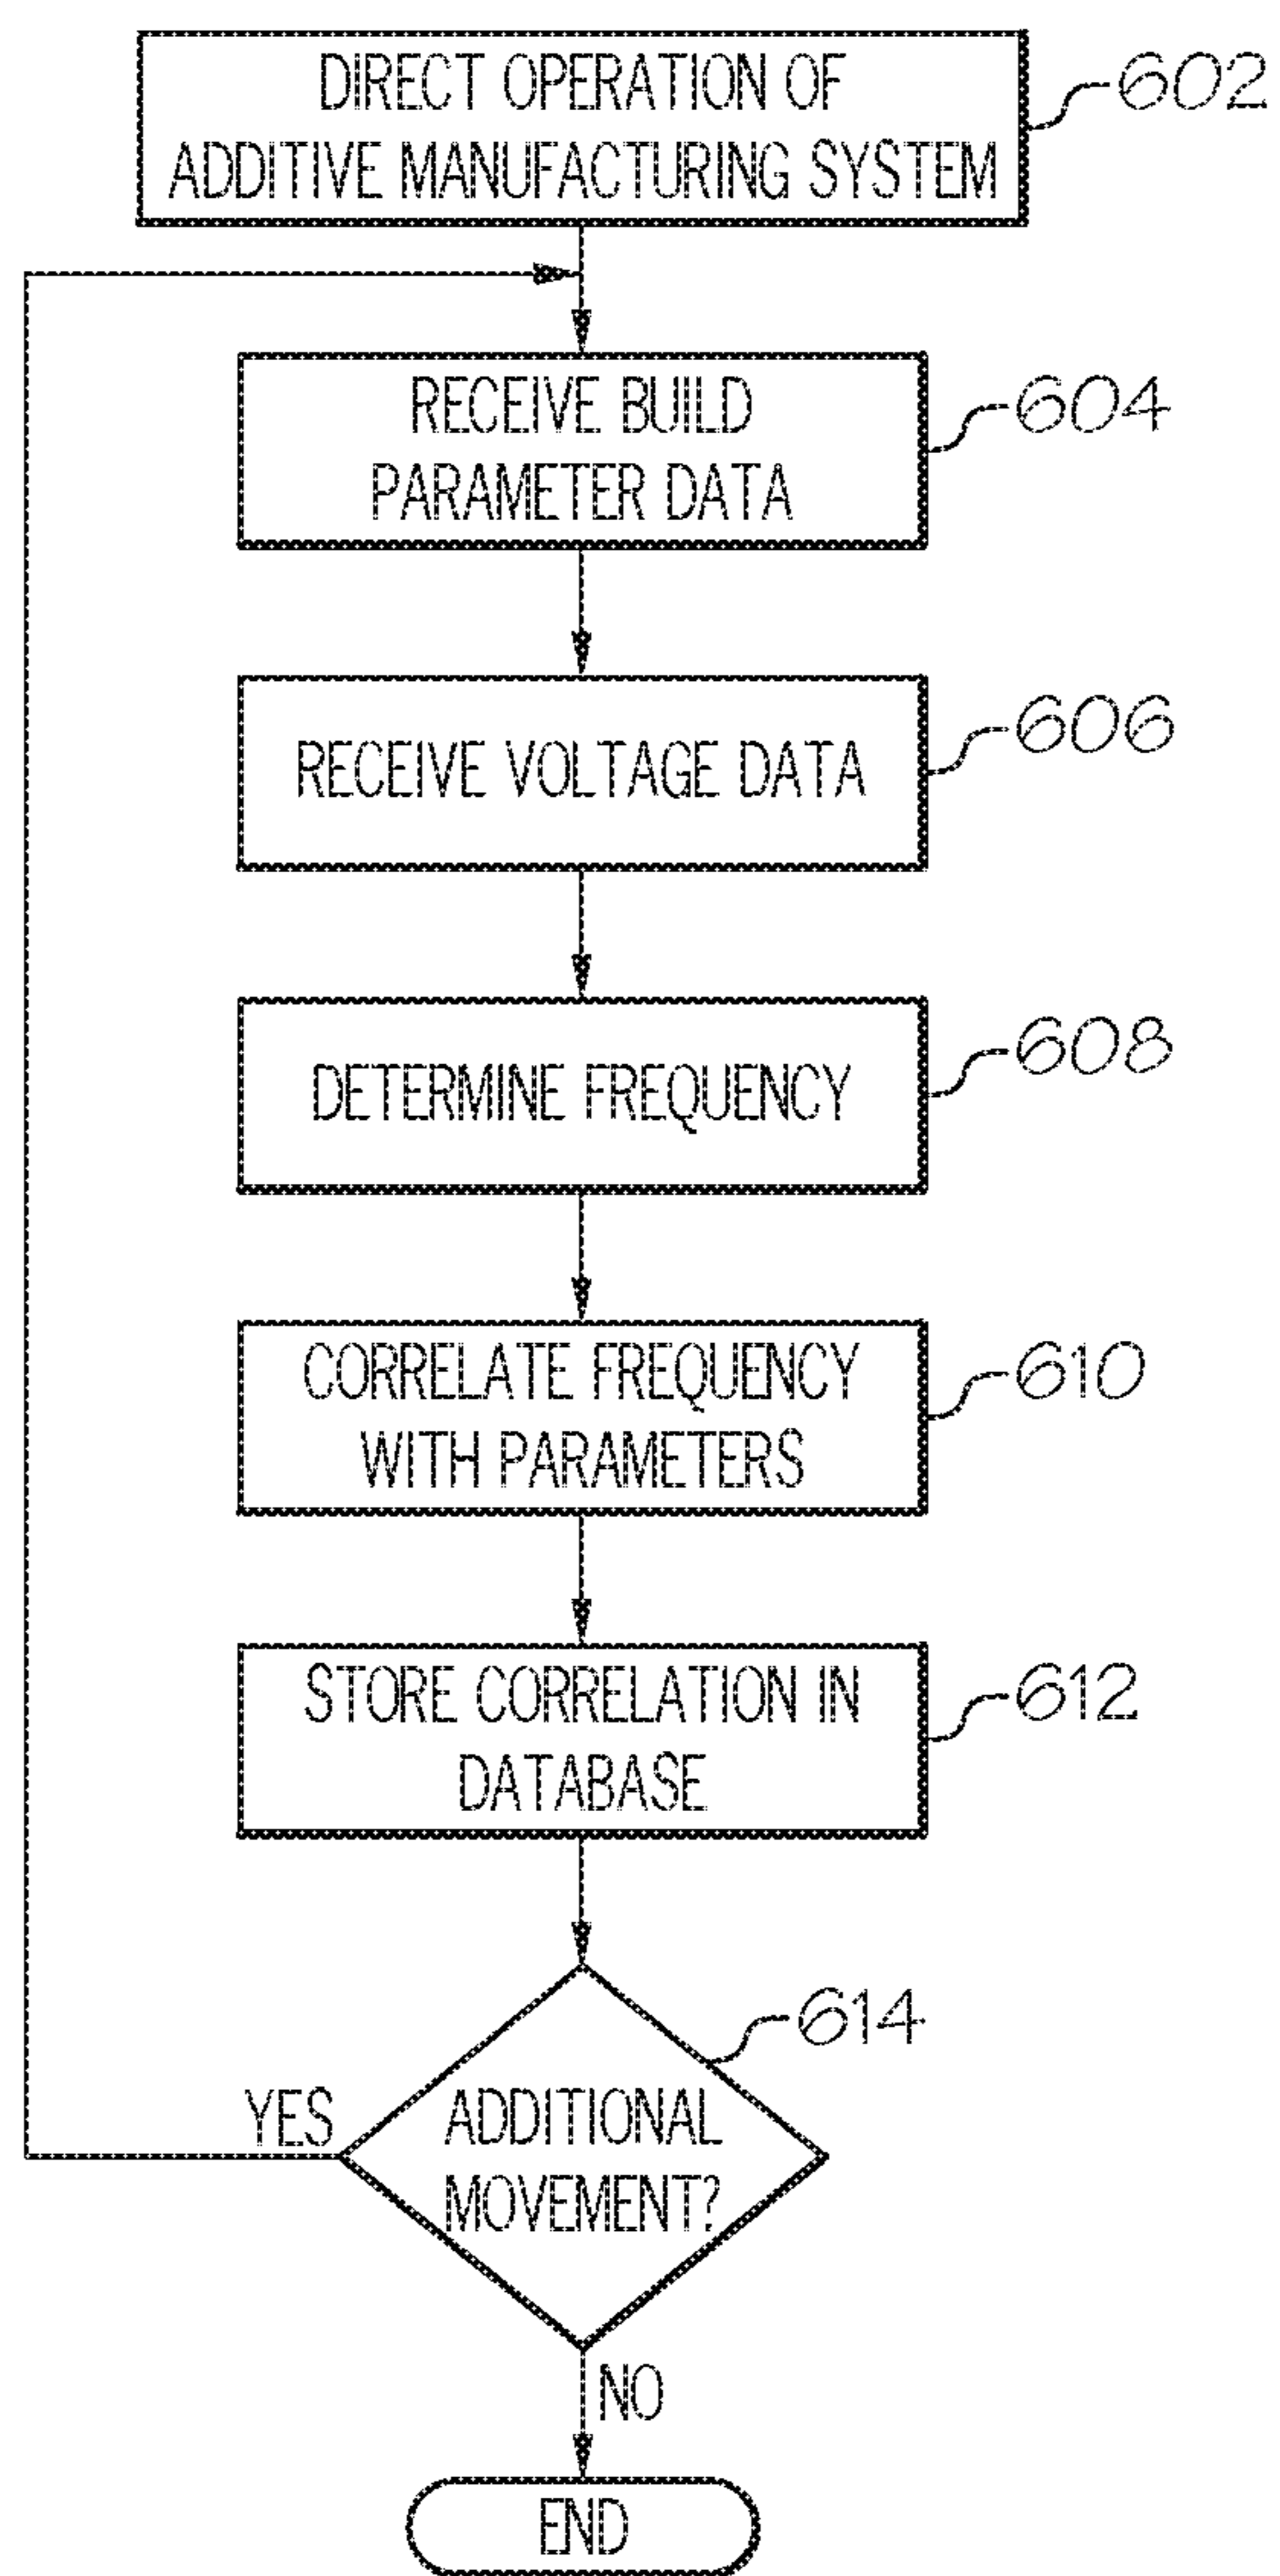 DIRECT OPERATION OF
ADDITIVE MANUFACTURING SYSTEM
602
RECEIVE BUILD
PARAMETER DATA
604
RECEIVE VOLTAGE DATA
606
DETERMINE FREQUENCY
608
CORRELATE FREQUENCY
WITH PARAMETERS
610
STORE CORRELATION IN
DATABASE
612
614
YES
ADDITIONAL
MOVEMENT?
NO
END